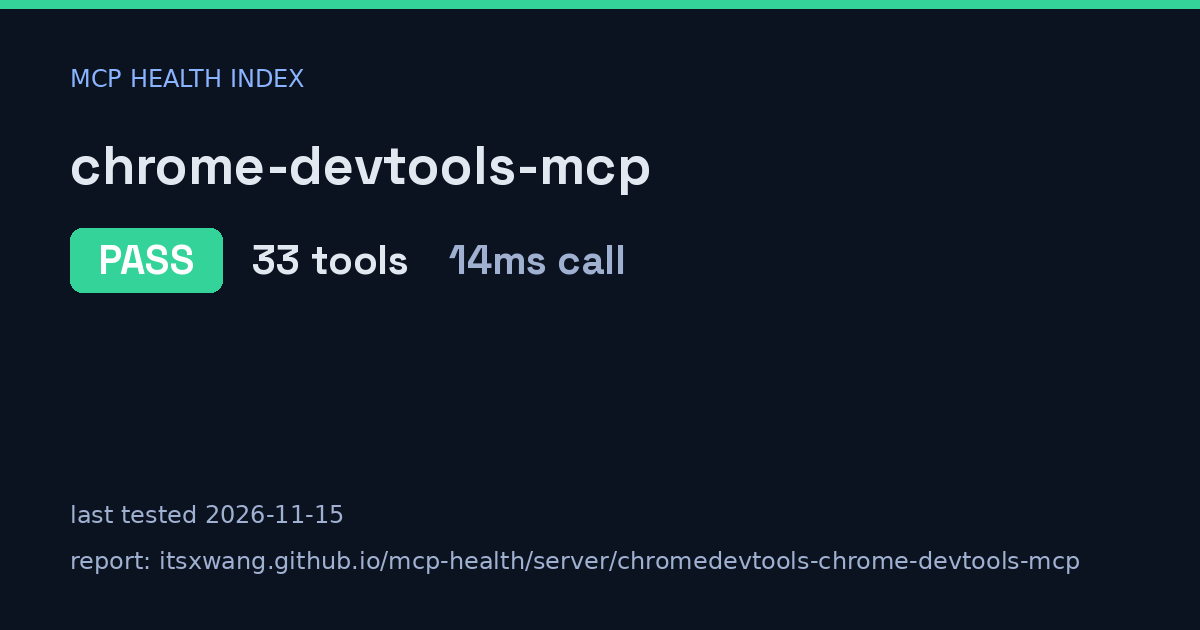 MCP HEALTH INDEX
chrome-devtools-mcp
PASS 33 tools 14ms call
last tested 2026-11-15
report: itsxwang.github.io/mcp-health/server/chromedevtools-chrome-devtools-mcp